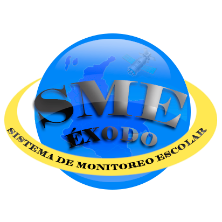 SME
ÉXODO
SISTEMA DE MONITOREO ESCOLAR